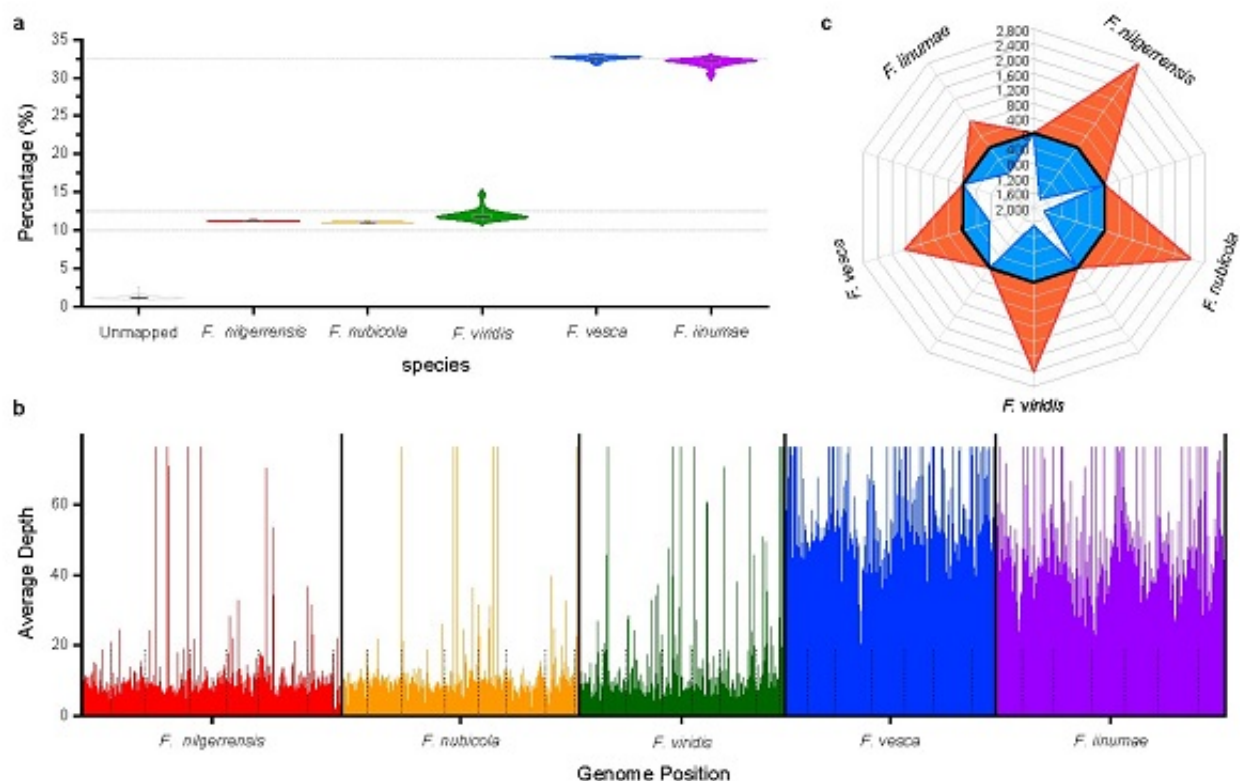 a
Percentage (%)
35
30
25
20
15
10
5
0
Unmapped
F. nilgerrensis
F. nubicola
F. viridis
F. vesca
F. iinumae
species
c
2,800
2,400
2,000
1,600
1,200
800
400
0
400
800
1,200
1,600
2,000
F. iinumae
F. nilgerrensis
F. vesca
F. nubicola
F. viridis
b
Average Depth
60
40
20
0
F. nilgerrensis
F. nubicola
F. viridis
F. vesca
F. iinumae
Genome Position